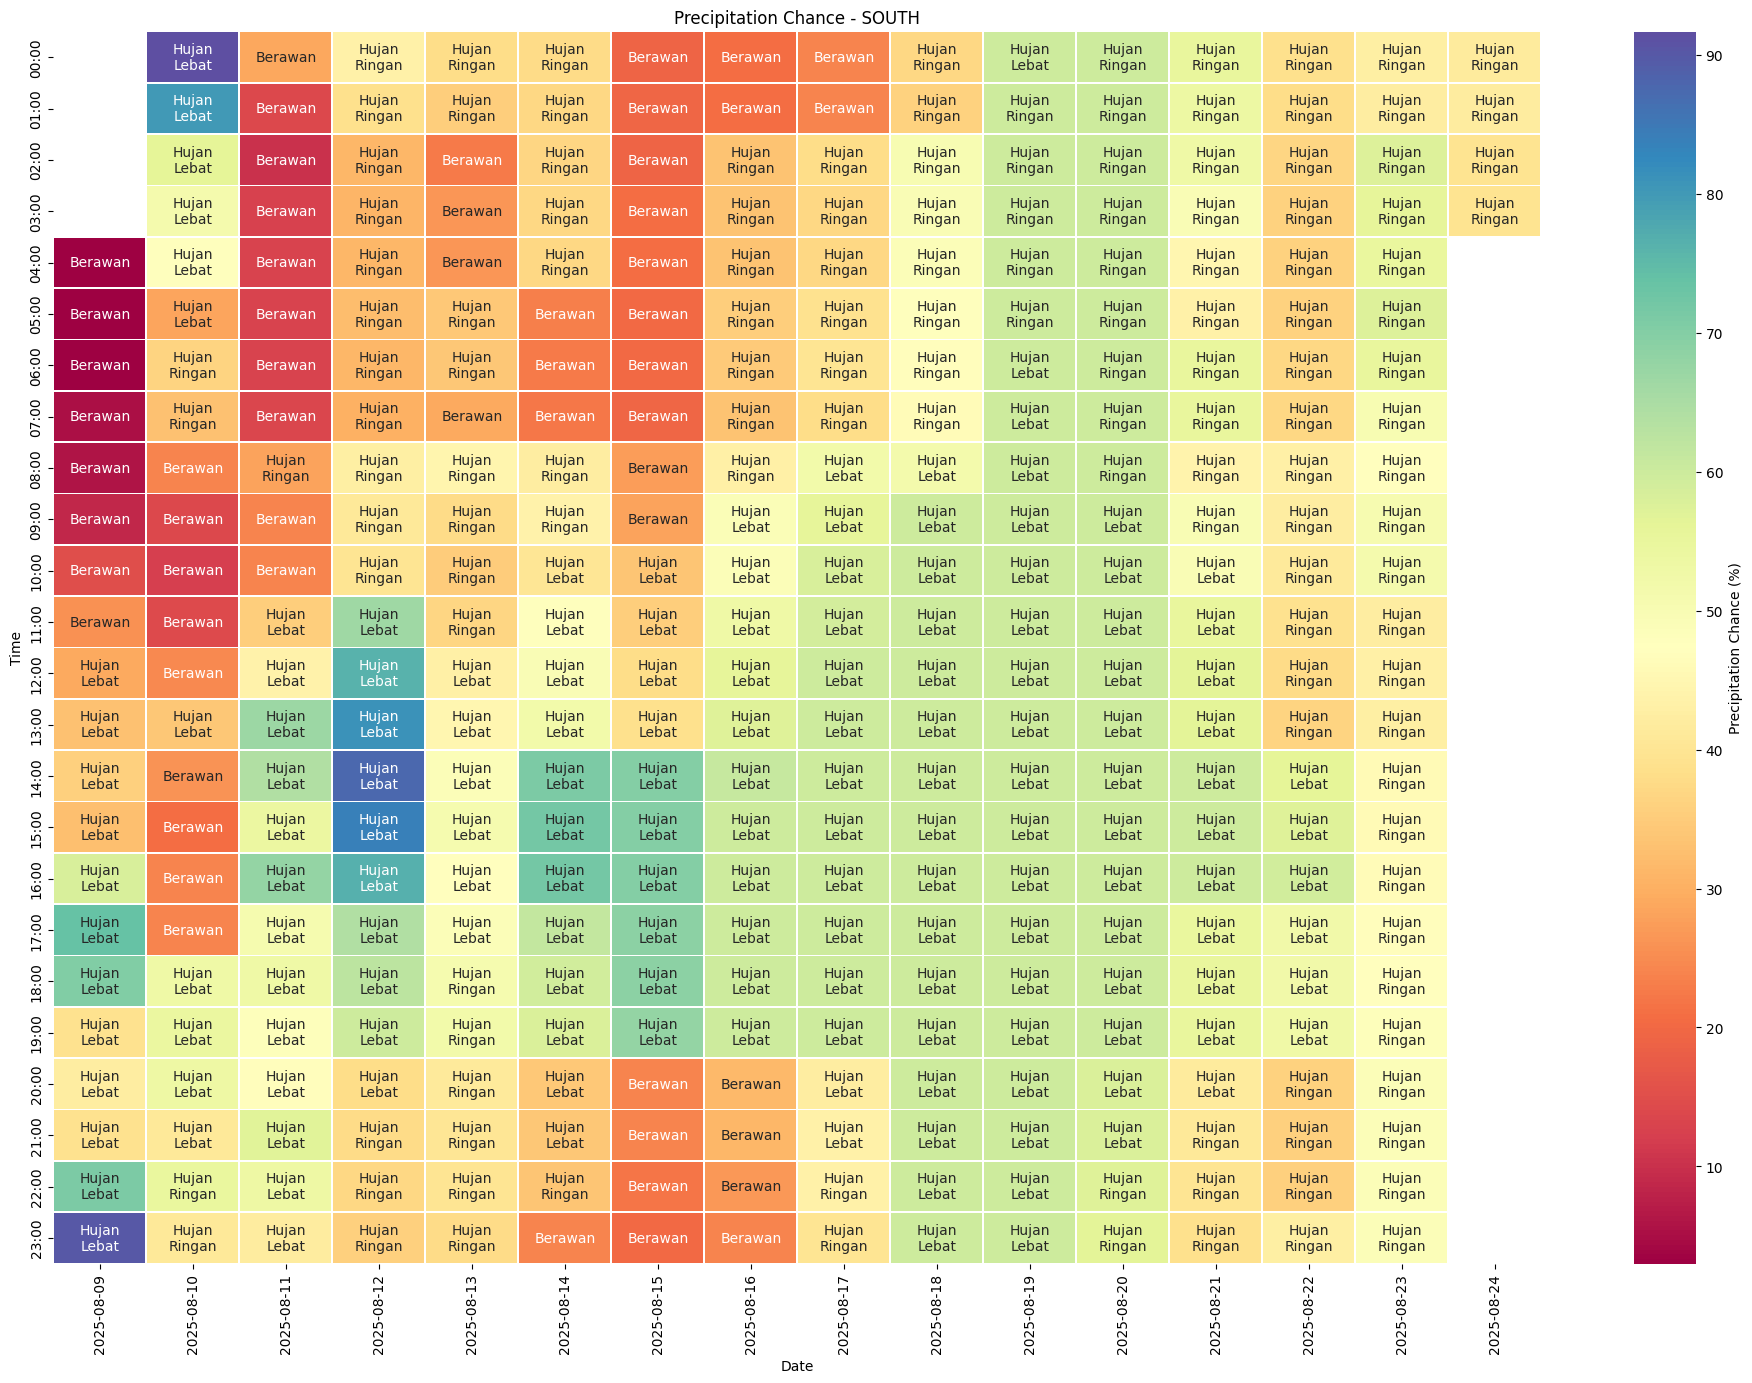 Precipitation Chance - SOUTH
00:00 Hujan Lebat Berawan Hujan Ringan Hujan Ringan Hujan Ringan Berawan Berawan Berawan Hujan Ringan Hujan Lebat Hujan Ringan Hujan Ringan Hujan Ringan Hujan Ringan Hujan Ringan
01:00 Hujan Lebat Berawan Hujan Ringan Hujan Ringan Hujan Ringan Berawan Berawan Berawan Hujan Ringan Hujan Ringan Hujan Ringan Hujan Ringan Hujan Ringan Hujan Ringan Hujan Ringan
02:00 Hujan Lebat Berawan Hujan Ringan Berawan Hujan Ringan Berawan Hujan Ringan Hujan Ringan Hujan Ringan Hujan Ringan Hujan Ringan Hujan Ringan Hujan Ringan Hujan Ringan Hujan Ringan
03:00 Hujan Lebat Berawan Hujan Ringan Berawan Hujan Ringan Berawan Hujan Ringan Hujan Ringan Hujan Ringan Hujan Ringan Hujan Ringan Hujan Ringan Hujan Ringan Hujan Ringan Hujan Ringan
04:00 Berawan Hujan Lebat Berawan Hujan Ringan Berawan Hujan Ringan Berawan Hujan Ringan Hujan Ringan Hujan Ringan Hujan Ringan Hujan Ringan Hujan Ringan Hujan Ringan Hujan Ringan
05:00 Berawan Hujan Lebat Berawan Hujan Ringan Hujan Ringan Berawan Berawan Hujan Ringan Hujan Ringan Hujan Ringan Hujan Ringan Hujan Ringan Hujan Ringan Hujan Ringan Hujan Ringan
06:00 Berawan Hujan Ringan Berawan Hujan Ringan Hujan Ringan Berawan Berawan Hujan Ringan Hujan Ringan Hujan Ringan Hujan Lebat Hujan Ringan Hujan Ringan Hujan Ringan Hujan Ringan
07:00 Berawan Hujan Ringan Berawan Hujan Ringan Berawan Berawan Berawan Hujan Ringan Hujan Ringan Hujan Ringan Hujan Lebat Hujan Ringan Hujan Ringan Hujan Ringan Hujan Ringan
08:00 Berawan Berawan Hujan Ringan Hujan Ringan Hujan Ringan Hujan Ringan Berawan Hujan Ringan Hujan Lebat Hujan Lebat Hujan Lebat Hujan Ringan Hujan Ringan Hujan Ringan Hujan Ringan
09:00 Berawan Berawan Berawan Hujan Ringan Hujan Ringan Hujan Ringan Berawan Hujan Lebat Hujan Lebat Hujan Lebat Hujan Lebat Hujan Lebat Hujan Ringan Hujan Ringan Hujan Ringan
10:00 Berawan Berawan Berawan Hujan Ringan Hujan Ringan Hujan Lebat Hujan Lebat Hujan Lebat Hujan Lebat Hujan Lebat Hujan Lebat Hujan Lebat Hujan Lebat Hujan Ringan Hujan Ringan
11:00 Berawan Berawan Hujan Lebat Hujan Lebat Hujan Ringan Hujan Lebat Hujan Lebat Hujan Lebat Hujan Lebat Hujan Lebat Hujan Lebat Hujan Lebat Hujan Lebat Hujan Ringan Hujan Ringan
12:00 Hujan Lebat Berawan Hujan Lebat Hujan Lebat Hujan Lebat Hujan Lebat Hujan Lebat Hujan Lebat Hujan Lebat Hujan Lebat Hujan Lebat Hujan Lebat Hujan Lebat Hujan Ringan Hujan Ringan
13:00 Hujan Lebat Hujan Lebat Hujan Lebat Hujan Lebat Hujan Lebat Hujan Lebat Hujan Lebat Hujan Lebat Hujan Lebat Hujan Lebat Hujan Lebat Hujan Lebat Hujan Lebat Hujan Ringan Hujan Ringan
14:00 Hujan Lebat Berawan Hujan Lebat Hujan Lebat Hujan Lebat Hujan Lebat Hujan Lebat Hujan Lebat Hujan Lebat Hujan Lebat Hujan Lebat Hujan Lebat Hujan Lebat Hujan Lebat Hujan Ringan
15:00 Hujan Lebat Berawan Hujan Lebat Hujan Lebat Hujan Lebat Hujan Lebat Hujan Lebat Hujan Lebat Hujan Lebat Hujan Lebat Hujan Lebat Hujan Lebat Hujan Lebat Hujan Lebat Hujan Ringan
16:00 Hujan Lebat Berawan Hujan Lebat Hujan Lebat Hujan Lebat Hujan Lebat Hujan Lebat Hujan Lebat Hujan Lebat Hujan Lebat Hujan Lebat Hujan Lebat Hujan Lebat Hujan Lebat Hujan Ringan
17:00 Hujan Lebat Berawan Hujan Lebat Hujan Lebat Hujan Lebat Hujan Lebat Hujan Lebat Hujan Lebat Hujan Lebat Hujan Lebat Hujan Lebat Hujan Lebat Hujan Lebat Hujan Lebat Hujan Ringan
18:00 Hujan Lebat Hujan Lebat Hujan Lebat Hujan Lebat Hujan Ringan Hujan Lebat Hujan Lebat Hujan Lebat Hujan Lebat Hujan Lebat Hujan Lebat Hujan Lebat Hujan Lebat Hujan Lebat Hujan Ringan
19:00 Hujan Lebat Hujan Lebat Hujan Lebat Hujan Lebat Hujan Ringan Hujan Lebat Hujan Lebat Hujan Lebat Hujan Lebat Hujan Lebat Hujan Lebat Hujan Lebat Hujan Lebat Hujan Lebat Hujan Ringan
20:00 Hujan Lebat Hujan Lebat Hujan Lebat Hujan Lebat Hujan Ringan Hujan Lebat Berawan Berawan Hujan Lebat Hujan Lebat Hujan Lebat Hujan Lebat Hujan Lebat Hujan Ringan Hujan Ringan
21:00 Hujan Lebat Hujan Lebat Hujan Lebat Hujan Ringan Hujan Ringan Hujan Lebat Berawan Berawan Hujan Lebat Hujan Lebat Hujan Lebat Hujan Lebat Hujan Ringan Hujan Ringan Hujan Ringan
22:00 Hujan Lebat Hujan Ringan Hujan Lebat Hujan Ringan Hujan Ringan Hujan Ringan Berawan Berawan Hujan Ringan Hujan Lebat Hujan Lebat Hujan Ringan Hujan Ringan Hujan Ringan Hujan Ringan
23:00 Hujan Lebat Hujan Ringan Hujan Lebat Hujan Ringan Hujan Ringan Berawan Berawan Berawan Hujan Ringan Hujan Lebat Hujan Lebat Hujan Ringan Hujan Ringan Hujan Ringan Hujan Ringan
Time
2025-08-09 2025-08-10 2025-08-11 2025-08-12 2025-08-13 2025-08-14 2025-08-15 2025-08-16 2025-08-17 2025-08-18 2025-08-19 2025-08-20 2025-08-21 2025-08-22 2025-08-23 2025-08-24
Date
90
80
70
60
50
40
30
20
10
Precipitation Chance (%)